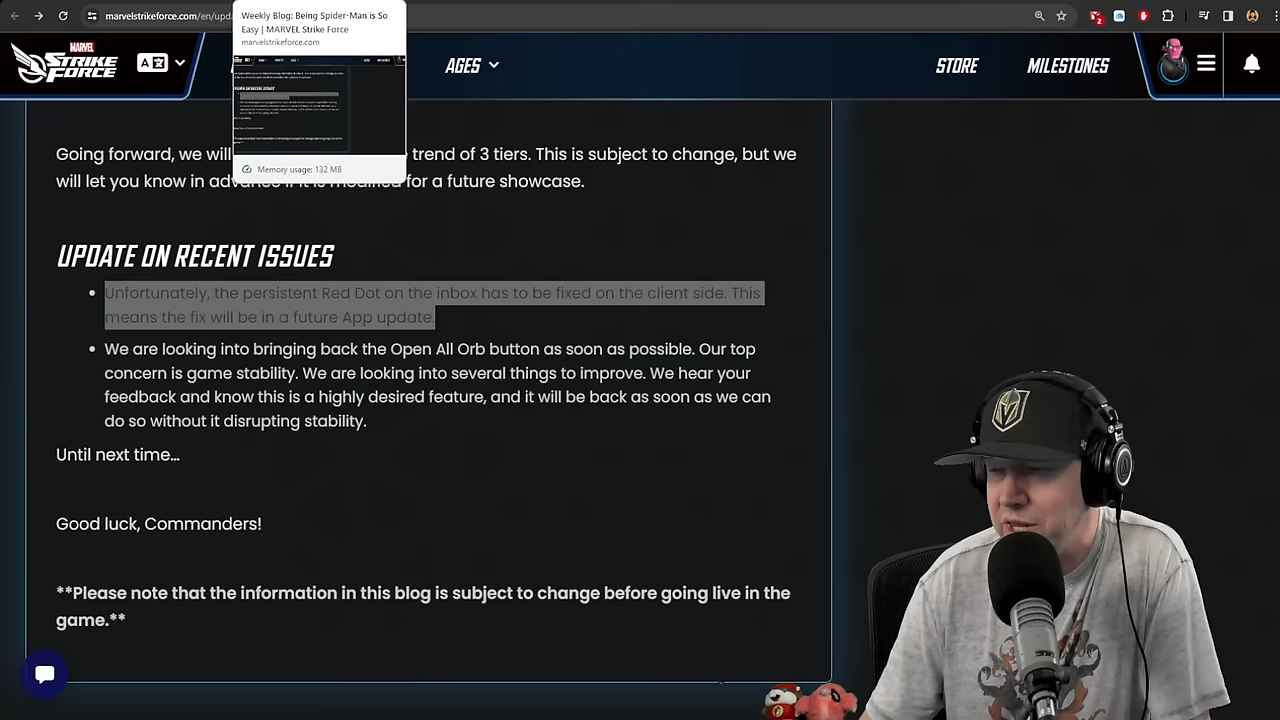 marvelstrikeforce.com/en/upda
Weekly Blog: Being Spider-Man is So
Easy | MARVEL Strike Force
marvelstrikeforce.com
Memory usage: 132 MB
MARVEL
STRIKE
FORCE
AGES
STORE
MILESTONES
Going forward, we will trend of 3 tiers. This is subject to change, but we
will let you know in advance if it is modified for a future showcase.
UPDATE ON RECENT ISSUES
Unfortunately, the persistent Red Dot on the inbox has to be fixed on the client side. This
means the fix will be in a future App update.
We are looking into bringing back the Open All Orb button as soon as possible. Our top
concern is game stability. We are looking into several things to improve. We hear your
feedback and know this is a highly desired feature, and it will be back as soon as we can
do so without it disrupting stability.
Until next time...
Good luck, Commanders!
**Please note that the information in this blog is subject to change before going live in the
game.**